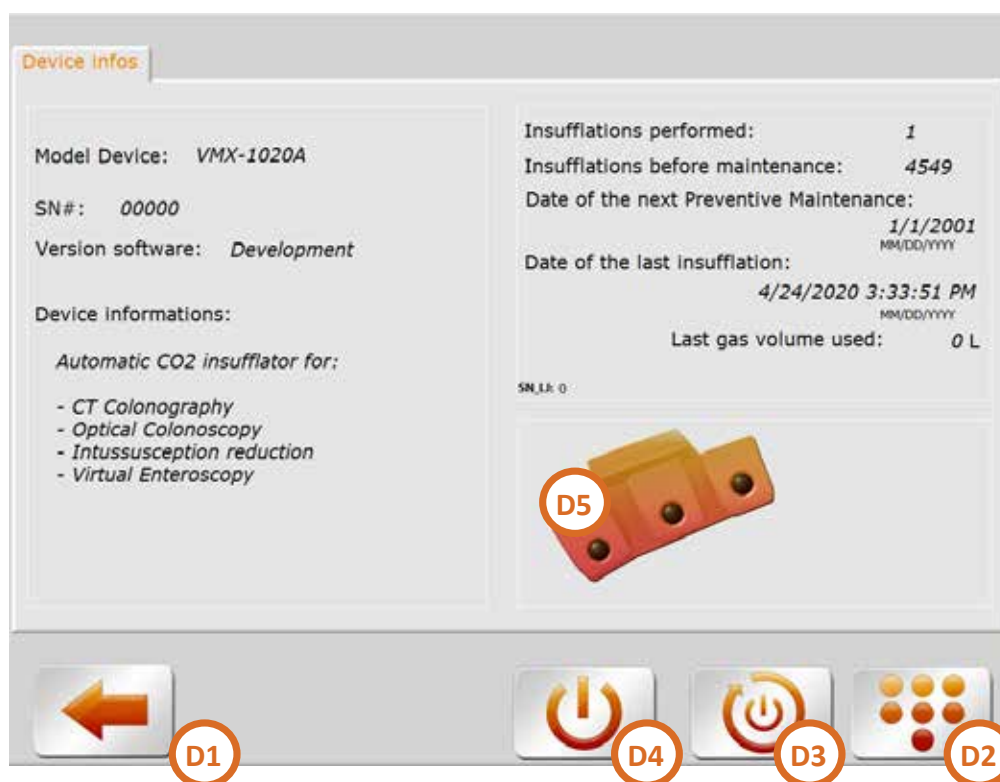 Device infos
Model Device: VMX-1020A
SN#: 00000
Version software: Development
Device informations:
Automatic CO2 insufflator for:
- CT Colonography
- Optical Colonoscopy
- Intussusception reduction
- Virtual Enteroscopy
Insufflations performed: 1
Insufflations before maintenance: 4549
Date of the next Preventive Maintenance:
1/1/2001
MM/DD/YYYY
Date of the last insufflation:
4/24/2020 3:33:51 PM
MM/DD/YYYY
Last gas volume used: 0 L
0
D5
D1
D4
D3
D2